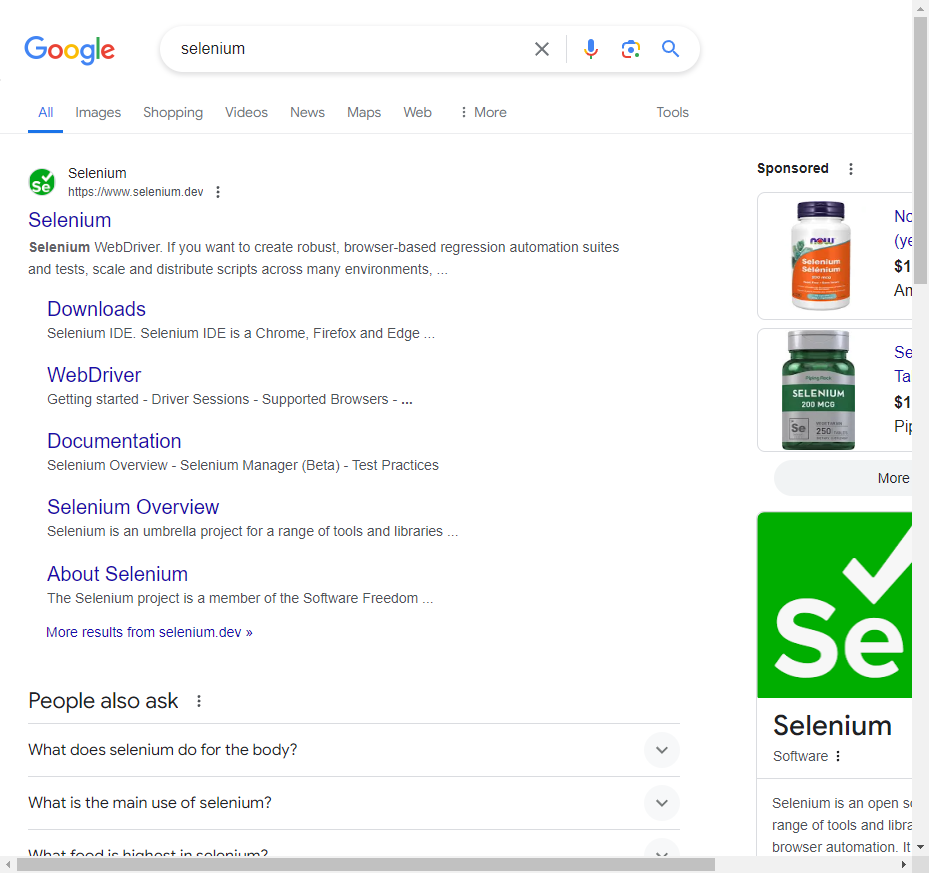 Google
selenium
All
Images
Shopping
Videos
News
Maps
Web
More
Tools
Selenium
https://www.selenium.dev
Selenium
Selenium WebDriver. If you want to create robust, browser-based regression automation suites
and tests, scale and distribute scripts across many environments, ...
Downloads
Selenium IDE. Selenium IDE is a Chrome, Firefox and Edge ...
WebDriver
Getting started - Driver Sessions - Supported Browsers - ...
Documentation
Selenium Overview - Selenium Manager (Beta) - Test Practices
Selenium Overview
Selenium is an umbrella project for a range of tools and libraries ...
About Selenium
The Selenium project is a member of the Software Freedom ...
More results from selenium.dev »
People also ask
What does selenium do for the body?
What is the main use of selenium?
What food is highest in selenium?
Sponsored
NOW
Selenium
Sélénium
No
(ye
$1
Am
Piping Rock
SELENIUM
200 MCG
Se
VEGETARIAN
250
Se
Ta
$1
Pip
More
Se
Selenium
Software
Selenium is an open so
range of tools and libra
browser automation. It